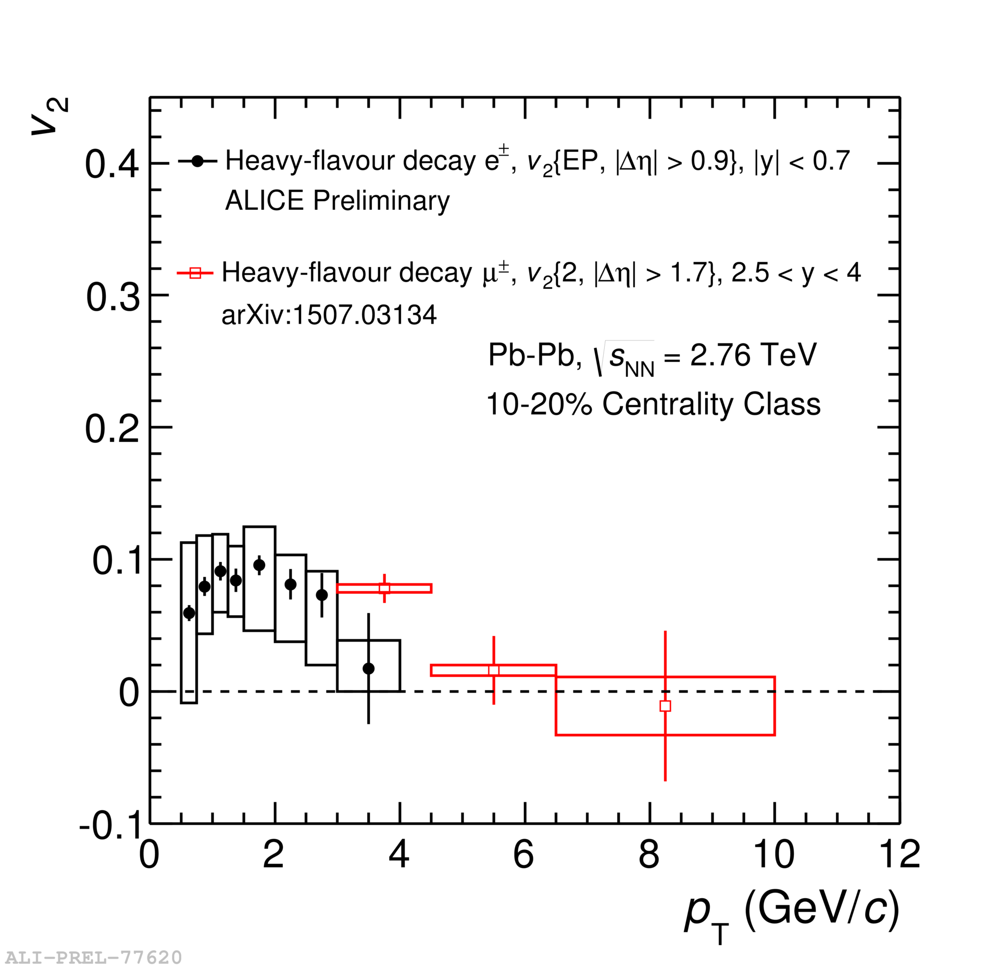 v₂
0.4
0.3
0.2
0.1
0
-0.1
Heavy-flavour decay e±, v₂{EP, |Δη| > 0.9}, |y| < 0.7
ALICE Preliminary
Heavy-flavour decay μ±, v₂{2, |Δη| > 1.7}, 2.5 < y < 4
arXiv:1507.03134
Pb-Pb, √sNN = 2.76 TeV
10-20% Centrality Class
0 2 4 6 8 10 12
pT (GeV/c)
ALI-PREL-77620